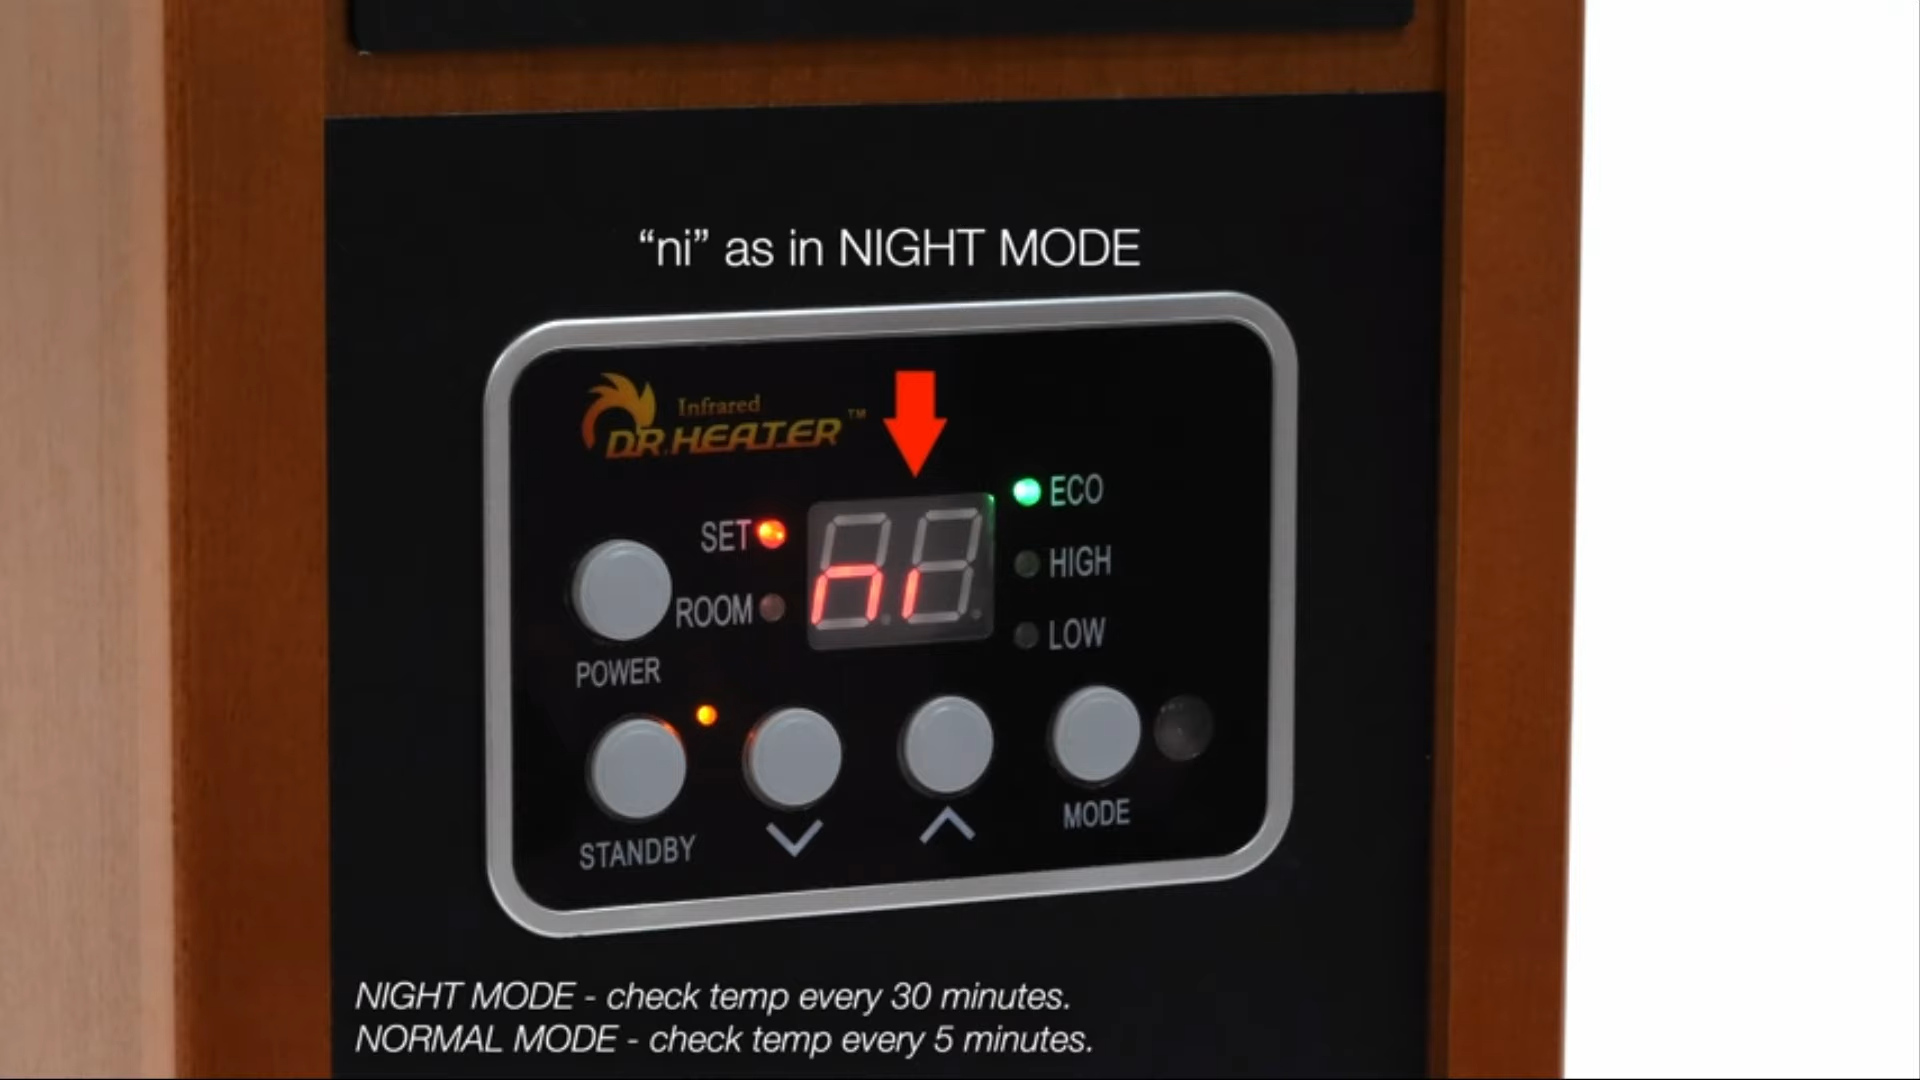 “ni” as in NIGHT MODE
Infrared
DR. HEATER™
ECO
SET
ni
HIGH
ROOM
LOW
POWER
MODE
STANDBY
NIGHT MODE - check temp every 30 minutes.
NORMAL MODE - check temp every 5 minutes.